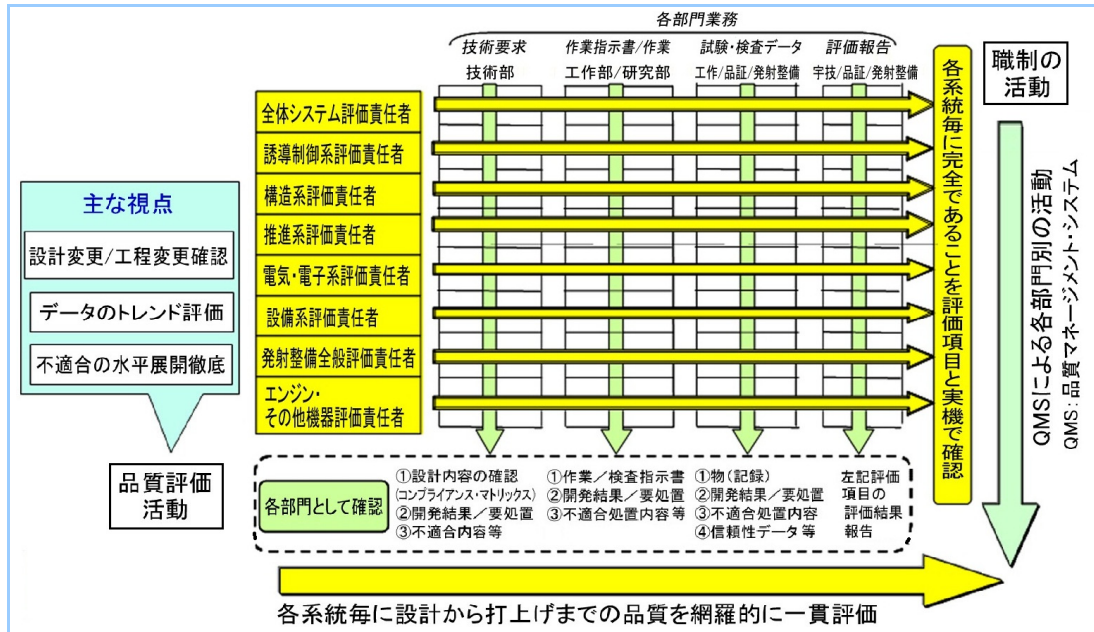 各部門業務
技術要求
技術部
作業指示書/作業
工作部/研究部
試験・検査データ
工作/品証/発射整備
評価報告
宇技/品証/発射整備
職制の
活動
全体システム評価責任者
誘導制御系評価責任者
構造系評価責任者
推進系評価責任者
電気・電子系評価責任者
設備系評価責任者
発射整備全般評価責任者
エンジン・
その他機器評価責任者
各系統毎に完全であることを評価項目と実機で確認
QMSによる各部門別の活動
QMS:品質マネージメント・システム
主な視点
設計変更/工程変更確認
データのトレンド評価
不適合の水平展開徹底
品質評価
活動
各部門として確認
①設計内容の確認
(コンプライアンス・マトリックス)
②開発結果/要処置
③不適合内容等
①作業/検査指示書
②開発結果/要処置
③不適合処置内容等
①物(記録)
②開発結果/要処置
③不適合処置内容
④信頼性データ等
左記評価
項目の
評価結果
報告
各系統毎に設計から打上げまでの品質を網羅的に一貫評価